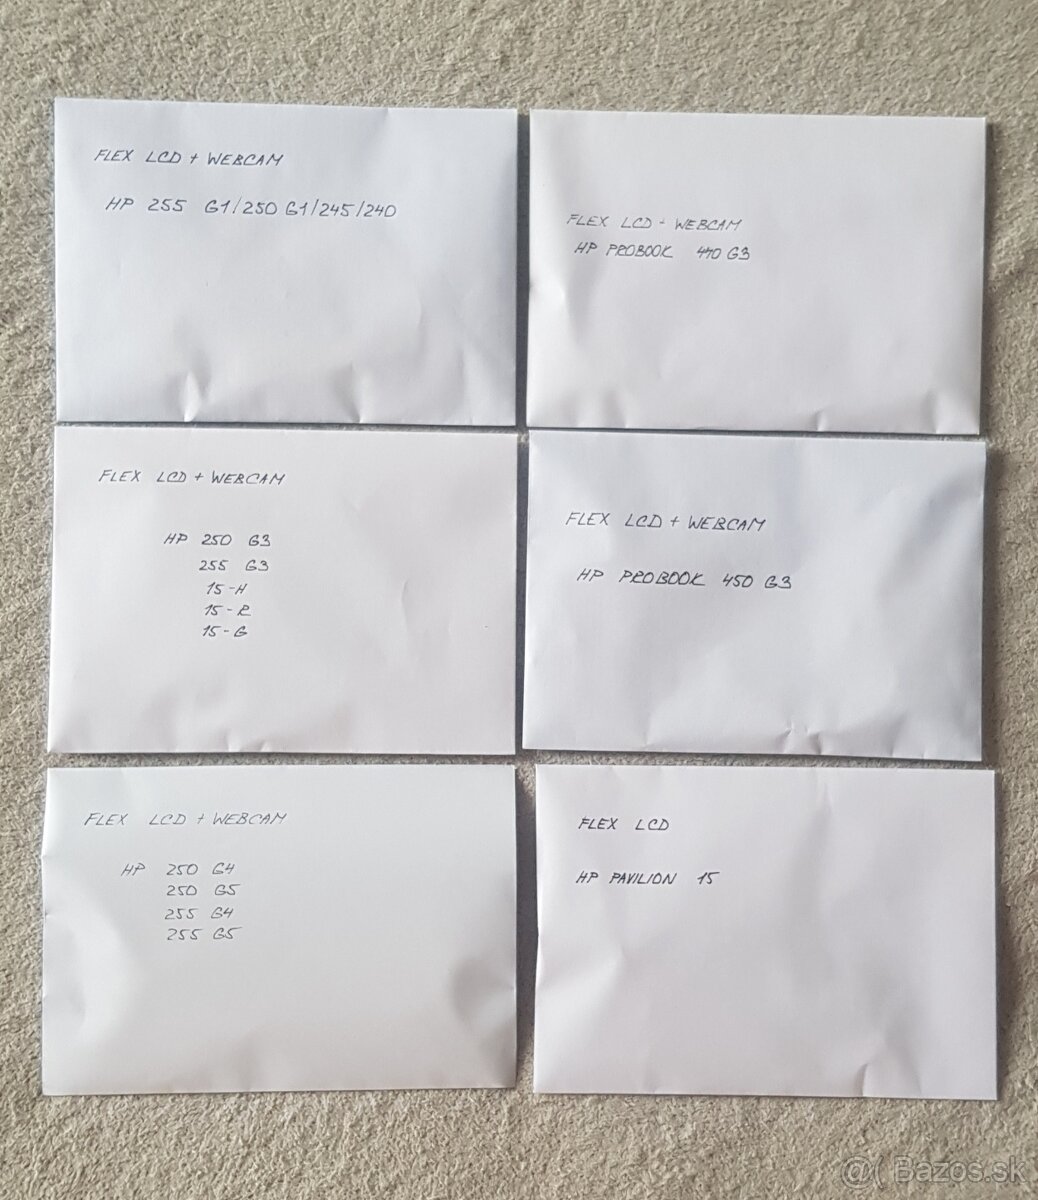 FLEX LCD + WEBCAM
HP 255 G1/250 G1/245/240
FLEX LCD + WEBCAM
HP PROBOOK 470 G3
FLEX LCD + WEBCAM
HP 250 G3
255 G3
15-H
15-R
15-G
FLEX LCD + WEBCAM
HP PROBOOK 450 G3
FLEX LCD + WEBCAM
HP 250 G4
250 G5
255 G4
255 G5
FLEX LCD
HP PAVILION 15
@( Bazos.sk